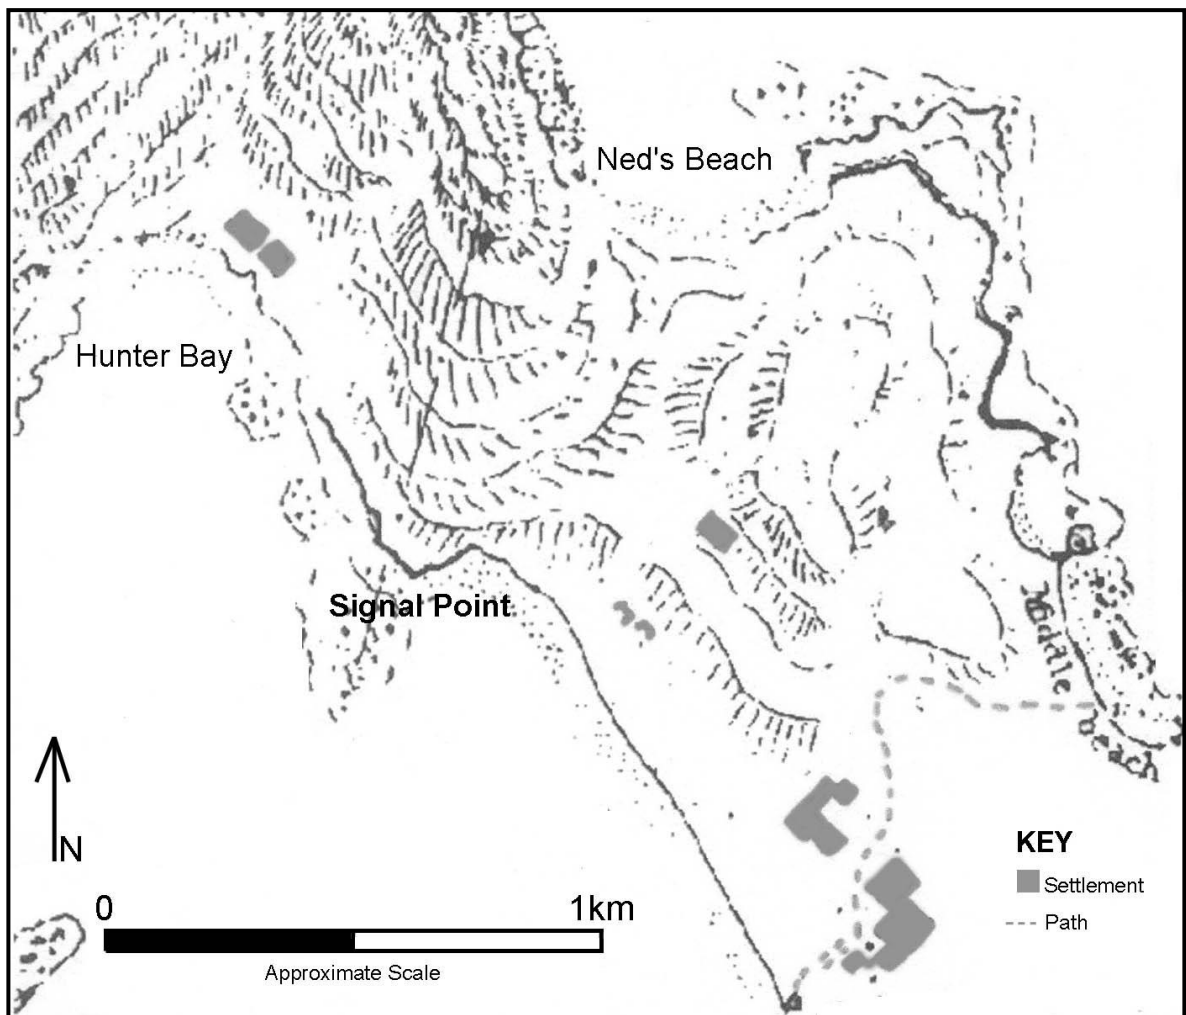 Ned's Beach
Hunter Bay
Signal Point
Middle
Beach
N
KEY
Settlement
Path
0 1km
Approximate Scale